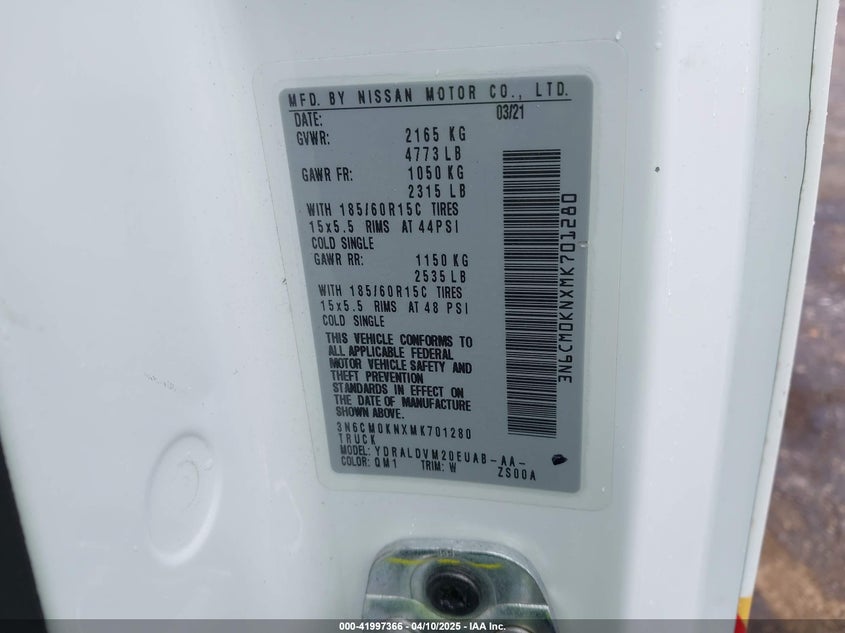 MFD. BY NISSAN MOTOR CO., LTD.
DATE: 03/21
GVWR: 2165 KG
4773 LB
GAWR FR: 1050 KG
2315 LB
WITH 185/60R15C TIRES
15x5.5 RIMS AT 44PSI
COLD SINGLE
GAWR RR: 1150 KG
2535 LB
WITH 185/60R15C TIRES
15x5.5 RIMS AT 48 PSI
COLD SINGLE
THIS VEHICLE CONFORMS TO
ALL APPLICABLE FEDERAL
MOTOR VEHICLE SAFETY AND
THEFT PREVENTION
STANDARDS IN EFFECT ON
THE DATE OF MANUFACTURE
SHOWN ABOVE.
3N6CM0KNXMK701280
TRUCK
MODEL: YDRALDVM20EUAB-AA-
COLOR: QM1 TRIM: W ZS00A
3N6CM0KNXMK701280
000-41997366 | 04/10/2025 - IAA Inc.